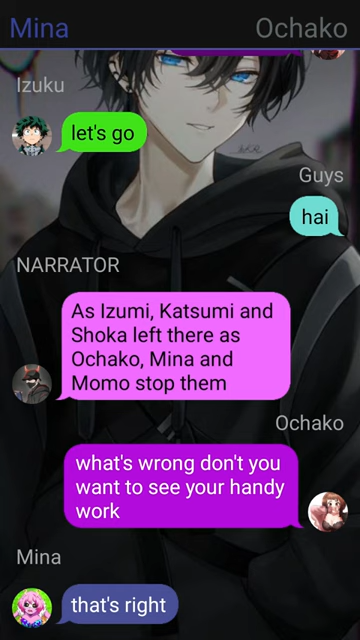 Mina
Ochako
Izuku
let's go
Guys
hai
NARRATOR
As Izumi, Katsumi and
Shoka left there as
Ochako, Mina and
Momo stop them
Ochako
what's wrong don't you
want to see your handy
work
Mina
that's right